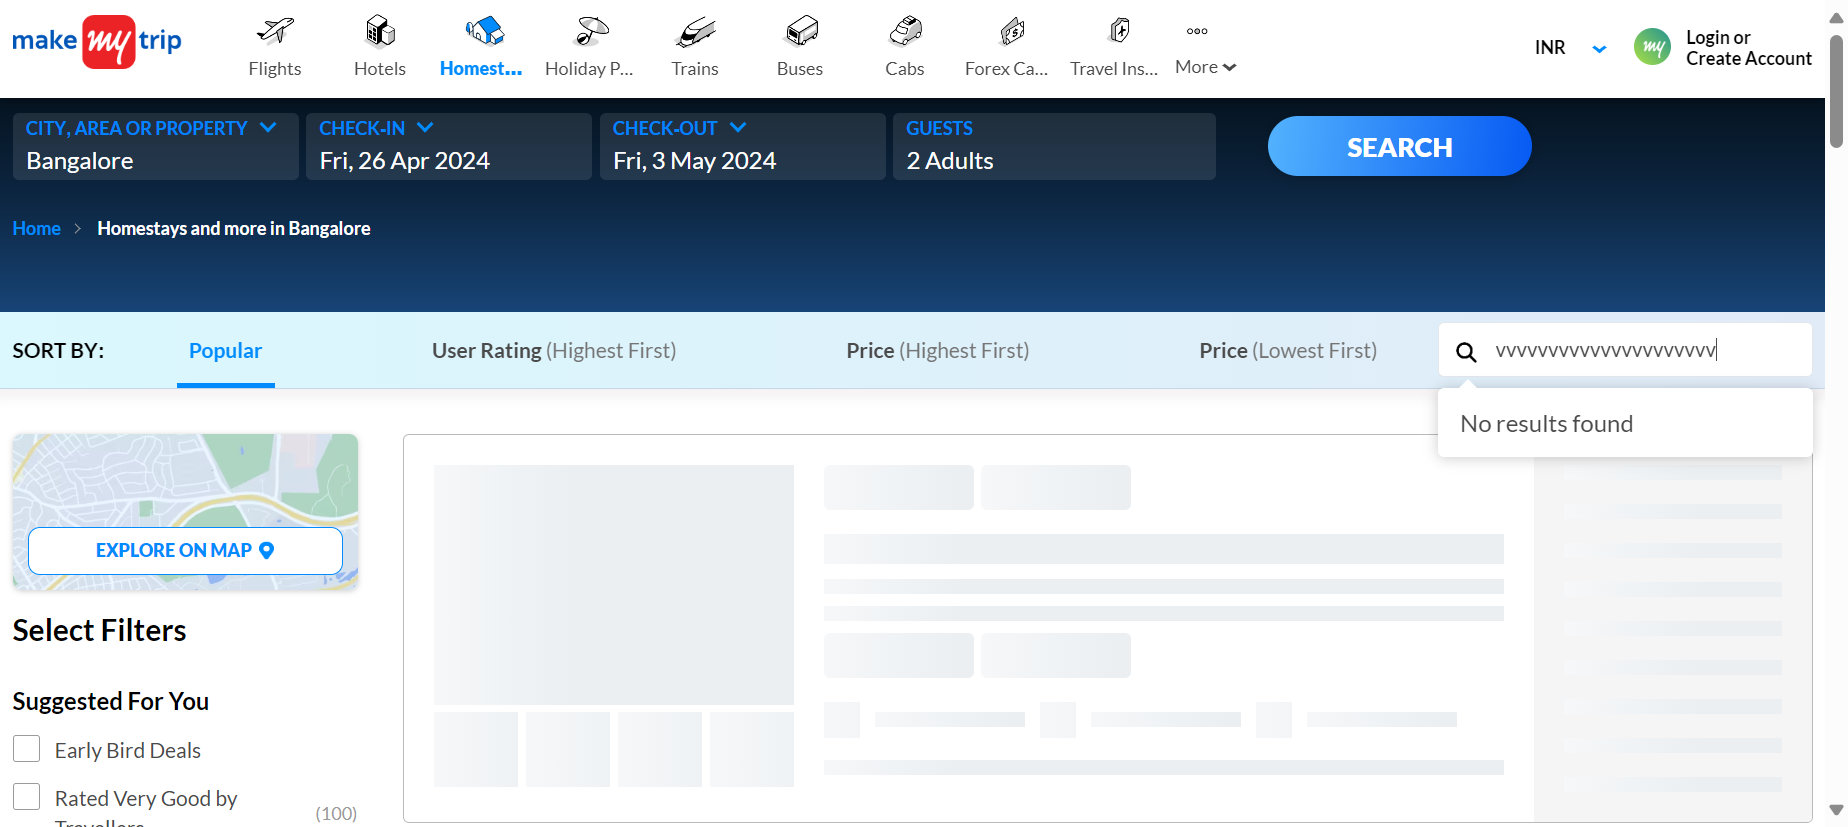 make my trip
Flights
Hotels
Homest...
Holiday P...
Trains
Buses
Cabs
Forex Ca...
Travel Ins...
More
INR
my
Login or
Create Account
CITY, AREA OR PROPERTY
Bangalore
CHECK-IN
Fri, 26 Apr 2024
CHECK-OUT
Fri, 3 May 2024
GUESTS
2 Adults
SEARCH
Home > Homestays and more in Bangalore
SORT BY:
Popular
User Rating (Highest First)
Price (Highest First)
Price (Lowest First)
vvvvvvvvvvvvvvvvvvvvv
No results found
EXPLORE ON MAP
Select Filters
Suggested For You
Early Bird Deals
Rated Very Good by
Travellers
(100)